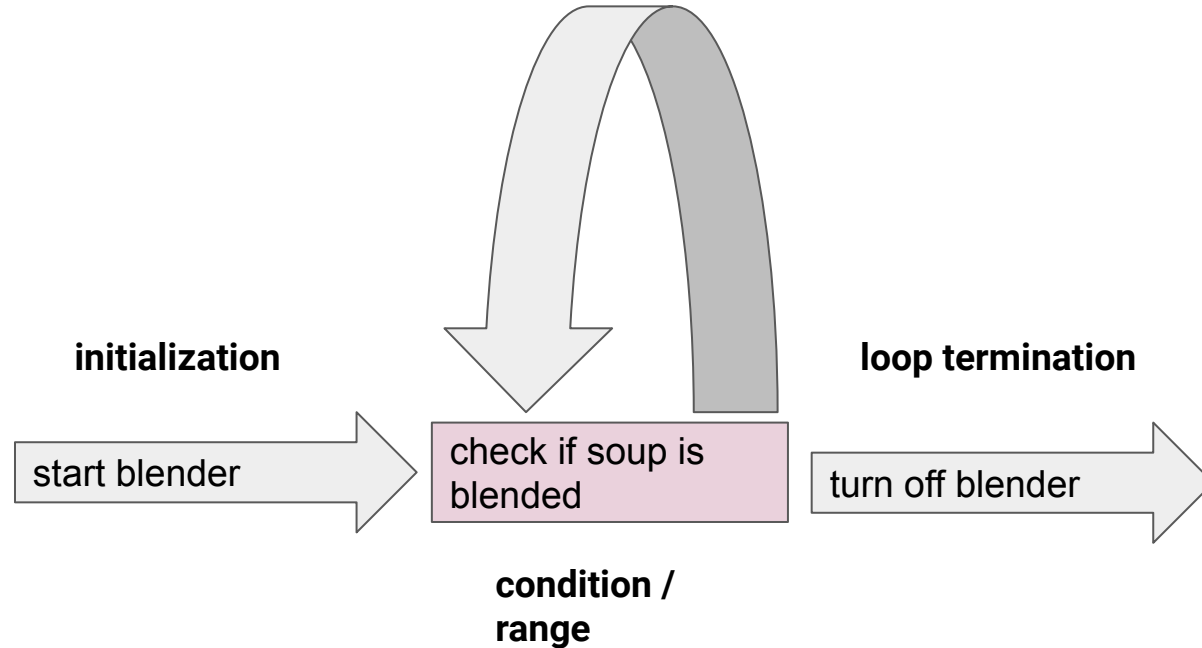 initialization
loop termination
start blender
check if soup is
blended
turn off blender
condition /
range